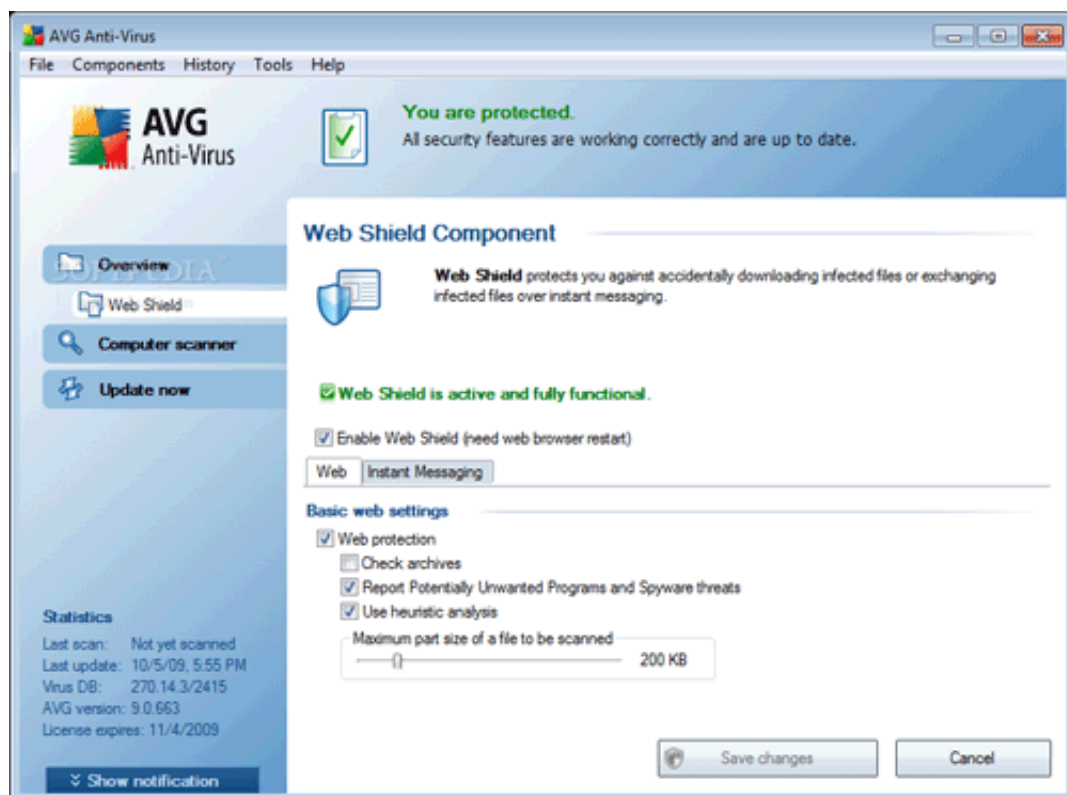 AVG Anti-Virus
File Components History Tools Help
AVG
Anti-Virus
You are protected.
All security features are working correctly and are up to date.
Overview
SOFTPEDIA
Web Shield
Computer scanner
Update now
Web Shield Component
Web Shield protects you against accidentally downloading infected files or exchanging
infected files over instant messaging.
Web Shield is active and fully functional.
Enable Web Shield (need web browser restart)
Web Instant Messaging
Basic web settings
Web protection
Check archives
Report Potentially Unwanted Programs and Spyware threats
Use heuristic analysis
Maximum part size of a file to be scanned
200 KB
Statistics
Last scan: Not yet scanned
Last update: 10/5/09, 5:55 PM
Virus DB: 270.14.3/2415
AVG version: 9.0.663
License expires: 11/4/2009
Show notification
Save changes
Cancel